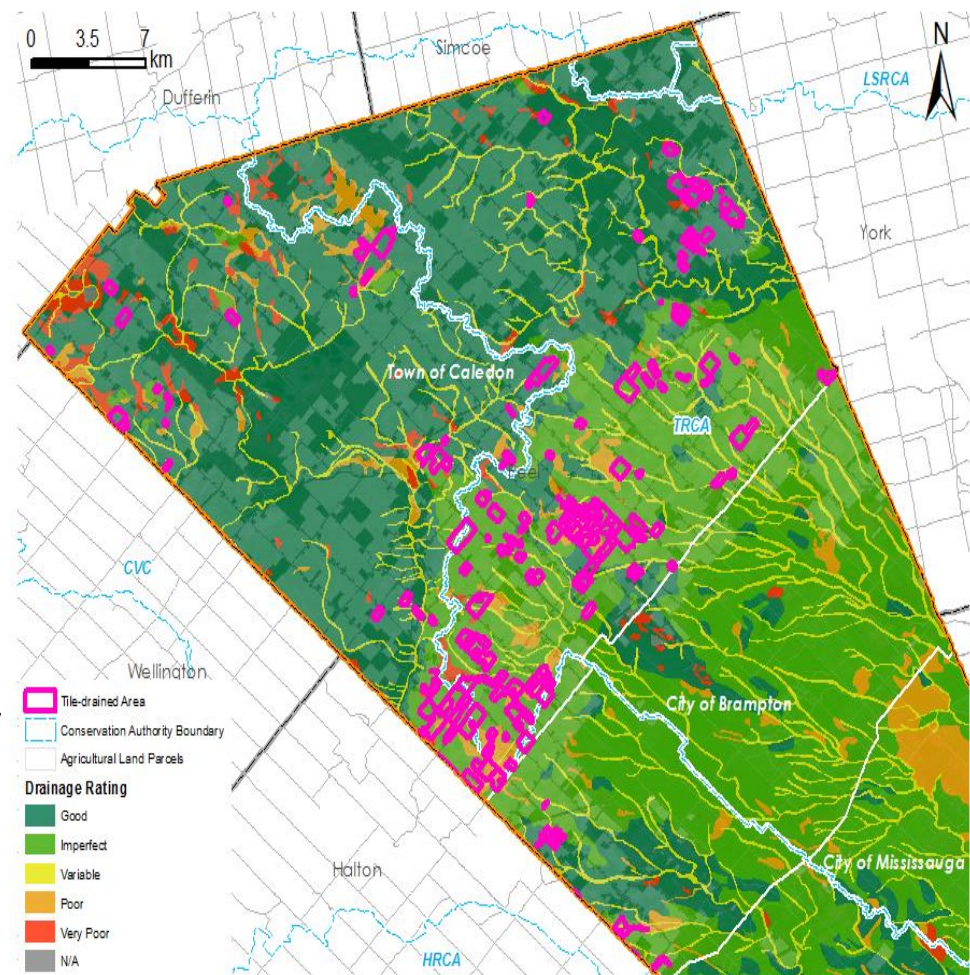 0 3.5 7
km
N
Simcoe
Dufferin
LSRCA
York
Town of Caledon
TRCA
Peel
CVC
Wellington
City of Brampton
City of Mississauga
Halton
HRCA
Tile-drained Area
Conservation Authority Boundary
Agricultural Land Parcels
Drainage Rating
Good
Imperfect
Variable
Poor
Very Poor
N/A